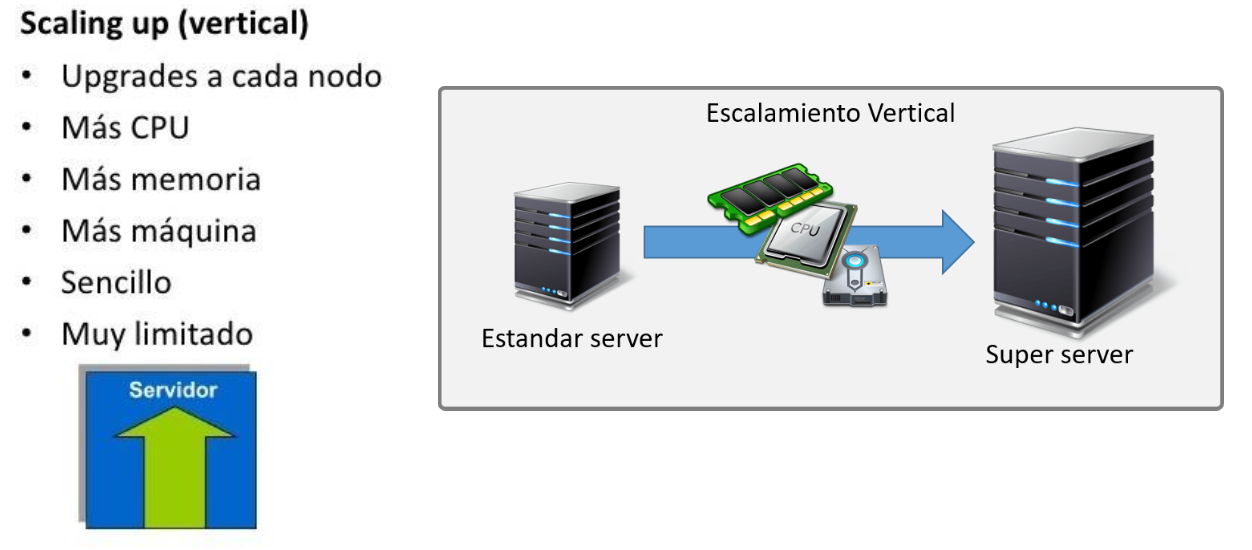 Scaling up (vertical)
• Upgrades a cada nodo
• Más CPU
• Más memoria
• Más máquina
• Sencillo
• Muy limitado
Servidor
Escalamiento Vertical
CPU
Estandar server
Super server